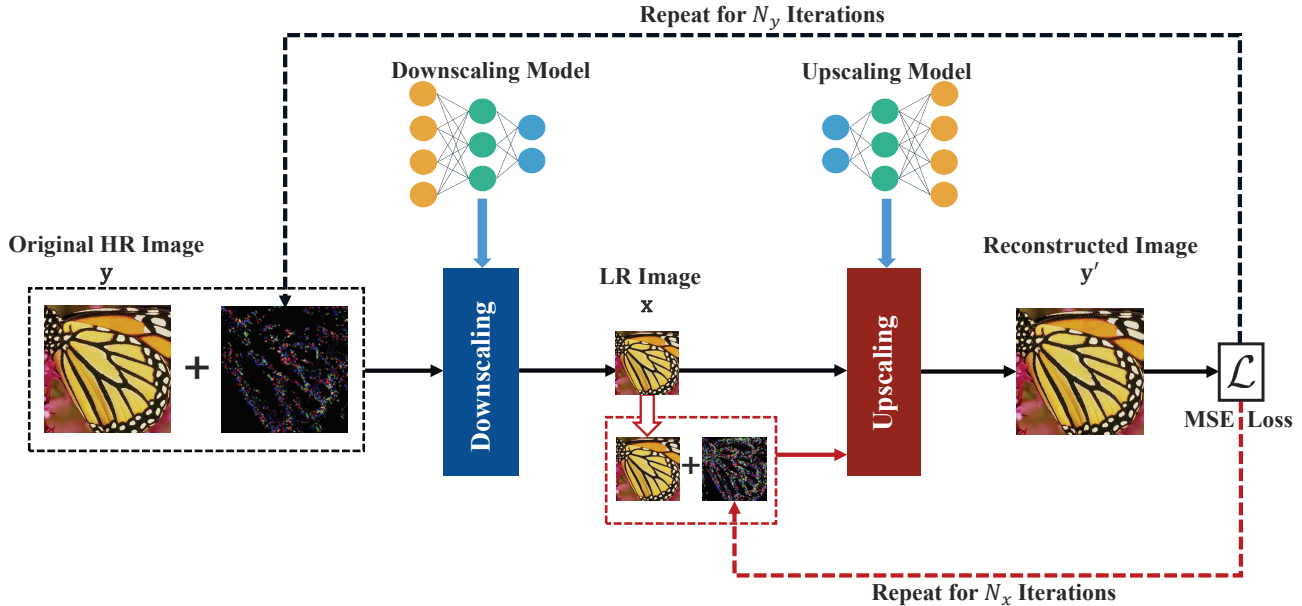 Repeat for $N_y$ Iterations
Downscaling Model
Upscaling Model
Original HR Image
y
LR Image
x
Reconstructed Image
y′
+
Downscaling
Upscaling
ℒ
MSE Loss
+
Repeat for $N_x$ Iterations